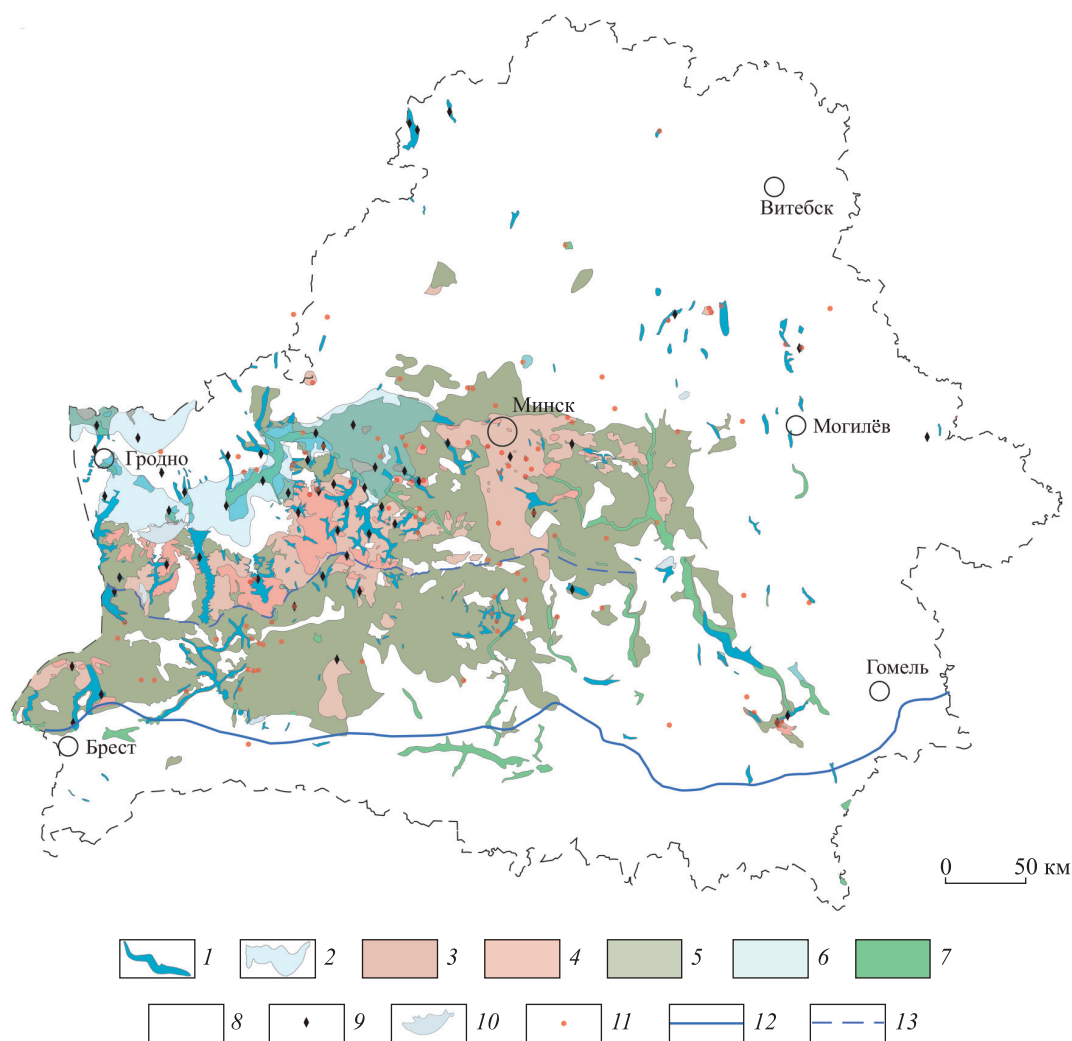 Витебск
Минск
Могилёв
Гродно
Гомель
Брест
0 50 км
1 2 3 4 5 6 7
8 9 10 11 12 13